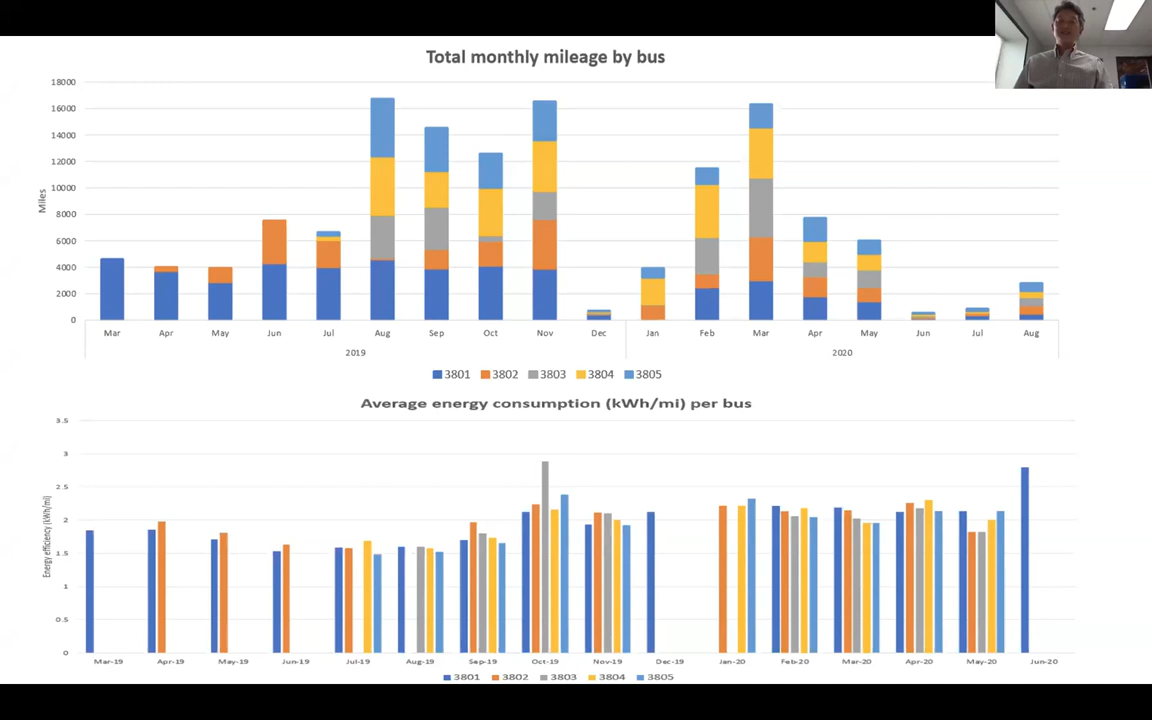 Total monthly mileage by bus
18000
16000
14000
12000
10000
8000
6000
4000
2000
0
Miles
Mar Apr May Jun Jul Aug Sep Oct Nov Dec Jan Feb Mar Apr May Jun Jul Aug
2019 2020
3801 3802 3803 3804 3805
Average energy consumption (kWh/mi) per bus
3.5
3
2.5
2
1.5
1
0.5
0
Energy efficiency (kWh/mi)
Mar-19 Apr-19 May-19 Jun-19 Jul-19 Aug-19 Sep-19 Oct-19 Nov-19 Dec-19 Jan-20 Feb-20 Mar-20 Apr-20 May-20 Jun-20
3801 3802 3803 3804 3805